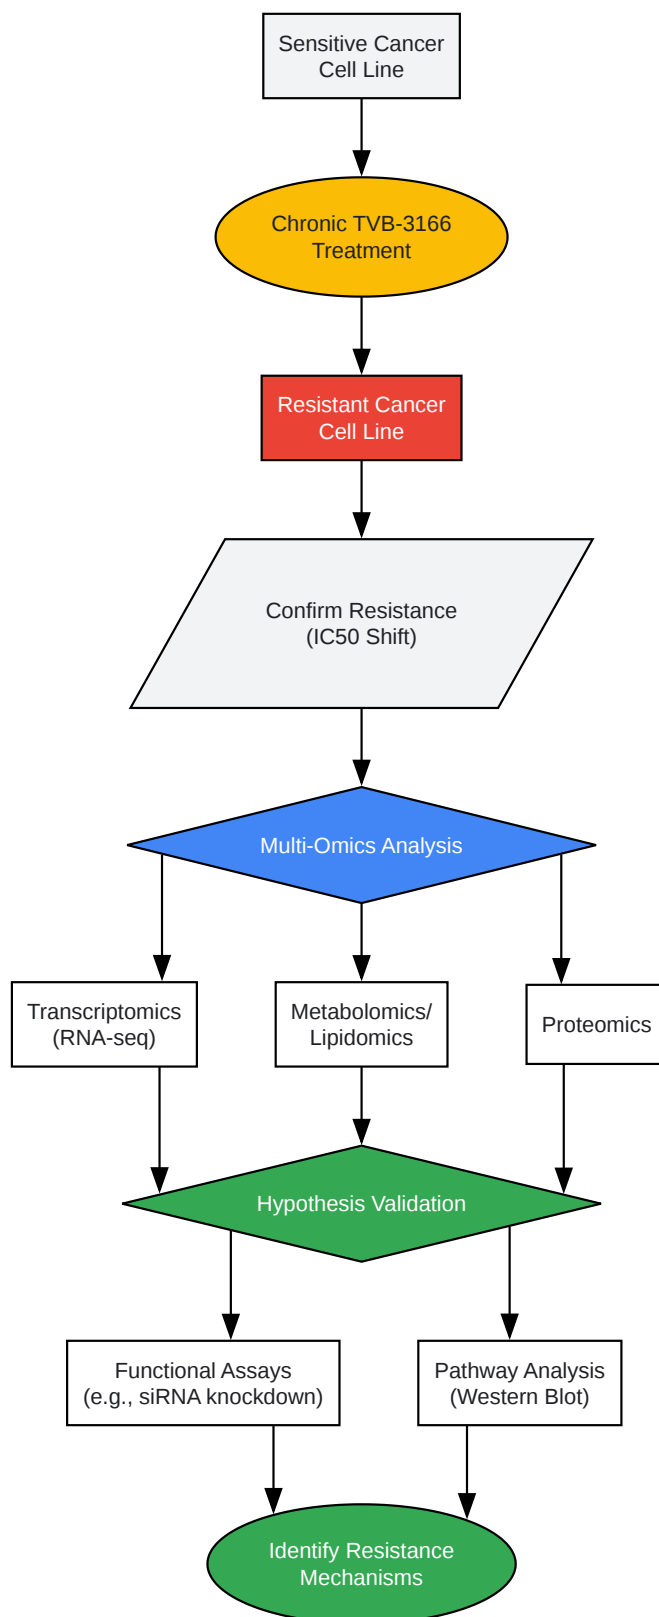 Sensitive Cancer
Cell Line
Chronic TVB-3166
Treatment
Resistant Cancer
Cell Line
Confirm Resistance
(IC50 Shift)
Multi-Omics Analysis
Transcriptomics
(RNA-seq)
Metabolomics/
Lipidomics
Proteomics
Hypothesis Validation
Functional Assays
(e.g., siRNA knockdown)
Pathway Analysis
(Western Blot)
Identify Resistance
Mechanisms